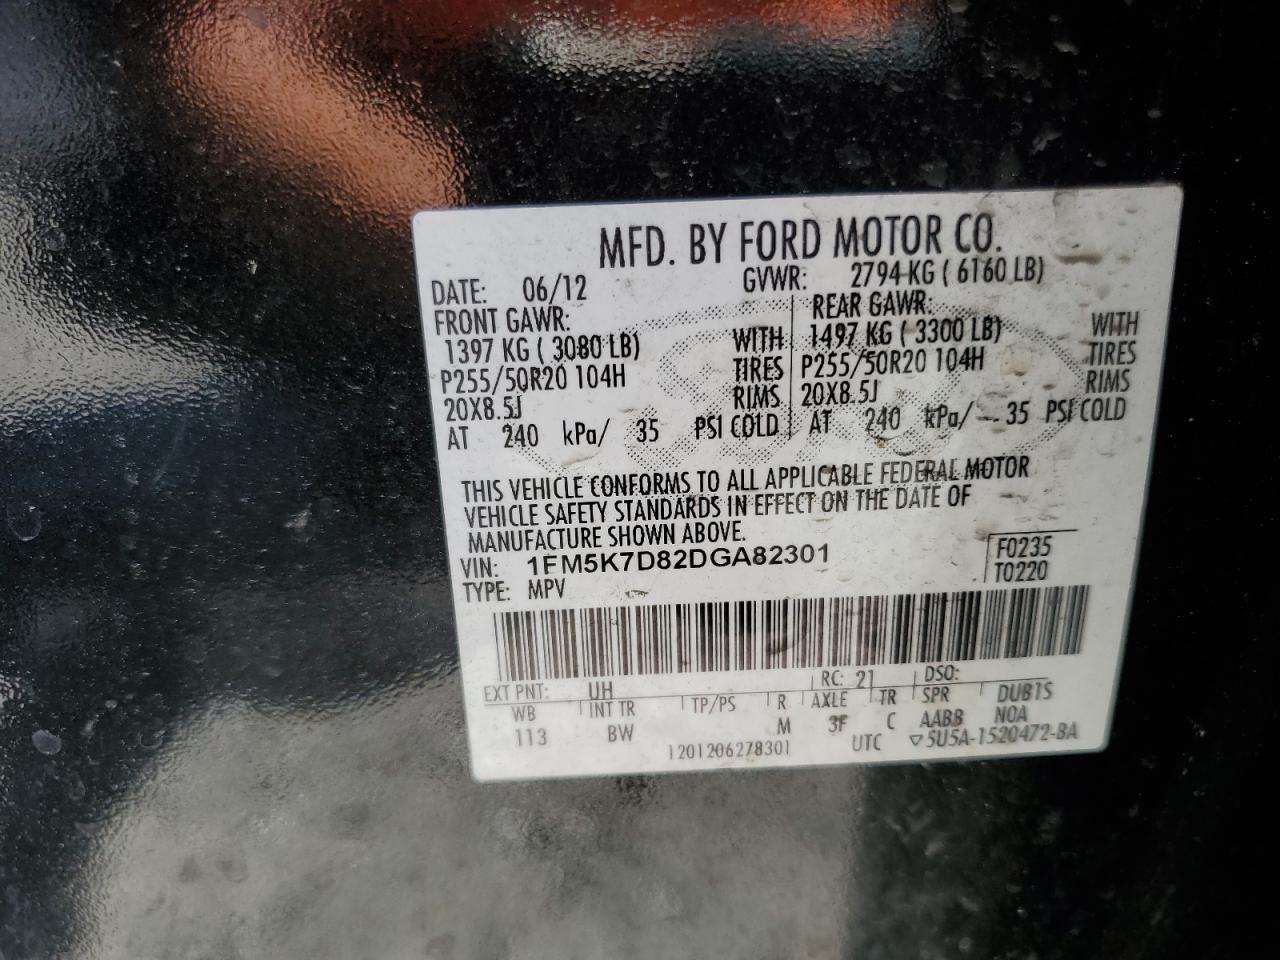 MFD. BY FORD MOTOR CO.
DATE: 06/12 GVWR: 2794 KG ( 6160 LB)
FRONT GAWR: REAR GAWR:
1397 KG ( 3080 LB) WITH 1497 KG ( 3300 LB) WITH
P255/50R20 104H TIRES P255/50R20 104H TIRES
20X8.5J RIMS 20X8.5J RIMS
AT 240 kPa/ 35 PSI COLD AT 240 kPa/ 35 PSI COLD
THIS VEHICLE CONFORMS TO ALL APPLICABLE FEDERAL MOTOR
VEHICLE SAFETY STANDARDS IN EFFECT ON THE DATE OF
MANUFACTURE SHOWN ABOVE.
VIN: 1FM5K7D82DGA82301 F0235
TYPE: MPV T0220
EXT PNT: UH RC: 21 DSO:
WB INT TR TP/PS R AXLE TR SPR DUBTS
113 BW M 3F C AABB NOA
1201206278301 UTC ▽5U5A-1520472-BA